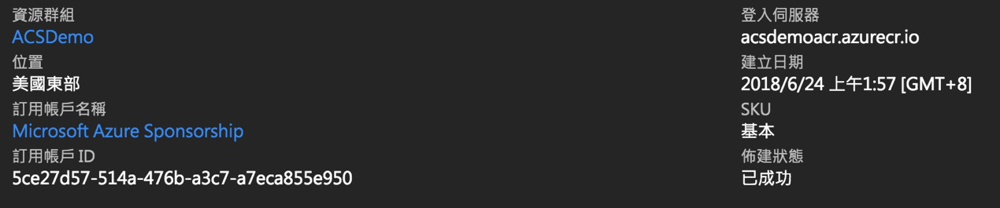 資源群組
ACSDemo
位置
美國東部
訂用帳戶名稱
Microsoft Azure Sponsorship
訂用帳戶 ID
5ce27d57-514a-476b-a3c7-a7eca855e950
登入伺服器
acsdemoacr.azurecr.io
建立日期
2018/6/24 上午1:57 [GMT+8]
SKU
基本
佈建狀態
已成功